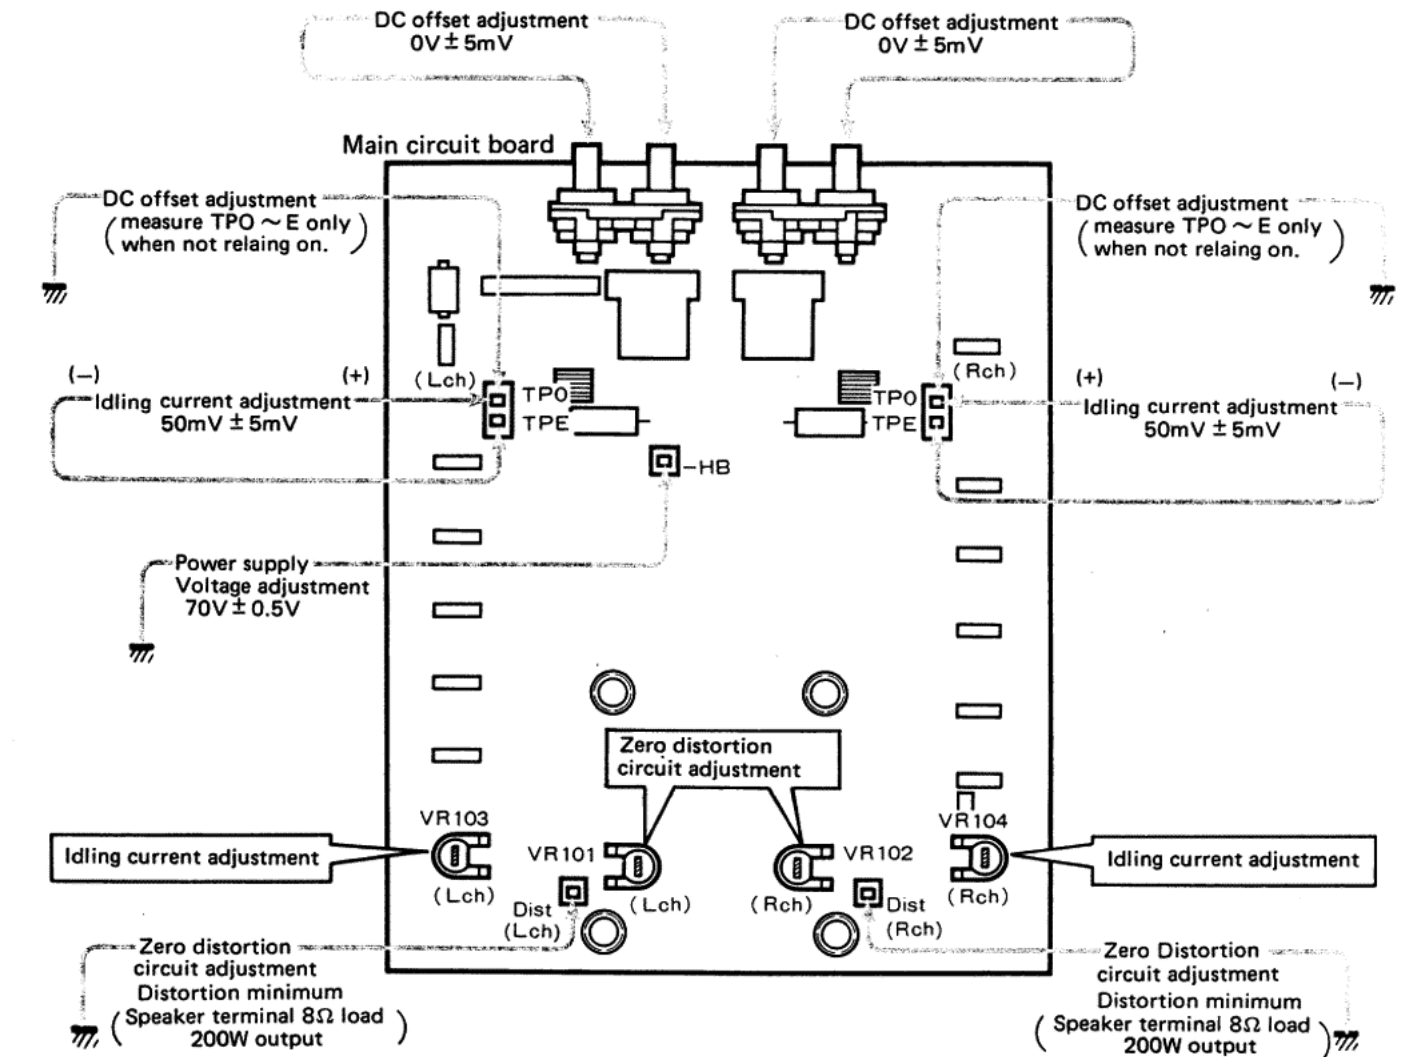 DC offset adjustment
0V ± 5mV
DC offset adjustment
0V ± 5mV
Main circuit board
DC offset adjustment
(measure TPO ~ E only
when not relaing on.)
DC offset adjustment
(measure TPO ~ E only
when not relaing on.)
(−)
(+)
(Lch)
Idling current adjustment
50mV ± 5mV
TPO
TPE
-HB
TPO
TPE
(Rch)
(+)
(−)
Idling current adjustment
50mV ± 5mV
Power supply
Voltage adjustment
70V ± 0.5V
Zero distortion
circuit adjustment
VR103
Idling current adjustment
(Lch)
VR101
(Lch)
Dist
(Lch)
VR102
(Rch)
Dist
(Rch)
VR104
(Rch)
Idling current adjustment
Zero distortion
circuit adjustment
Distortion minimum
(Speaker terminal 8Ω load
200W output)
Zero Distortion
circuit adjustment
Distortion minimum
(Speaker terminal 8Ω load
200W output)